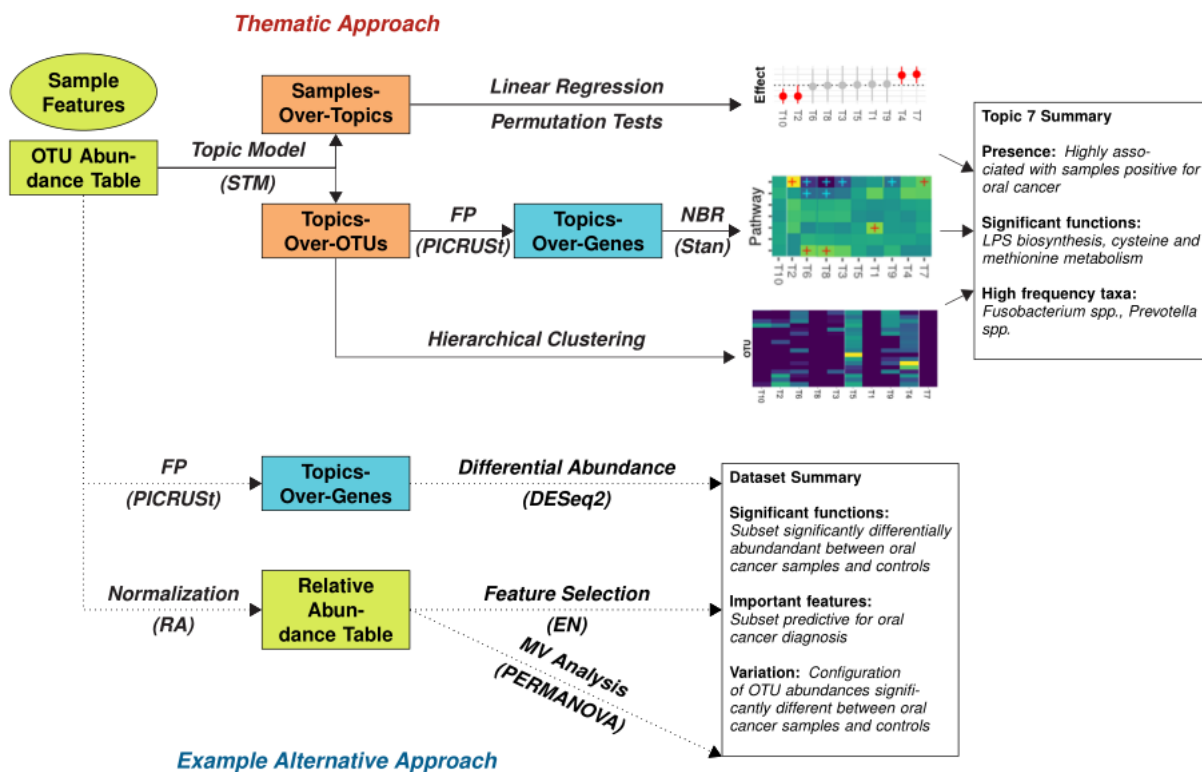 Thematic Approach
Sample
Features
OTU Abun-
dance Table
Topic Model
(STM)
Samples-
Over-Topics
Linear Regression
Permutation Tests
Effect
T10
T2
T6
T8
T3
T5
T1
T9
T4
T7
Topics-
Over-OTUs
FP
(PICRUSt)
Topics-
Over-Genes
NBR
(Stan)
Pathway
T10
T2
T6
T8
T3
T5
T1
T9
T4
T7
Hierarchical Clustering
OTU
T10
T2
T6
T8
T3
T5
T1
T9
T4
T7
Topic 7 Summary
Presence: Highly asso-
ciated with samples positive for
oral cancer
Significant functions:
LPS biosynthesis, cysteine and
methionine metabolism
High frequency taxa:
Fusobacterium spp., Prevotella
spp.
FP
(PICRUSt)
Topics-
Over-Genes
Differential Abundance
(DESeq2)
Normalization
(RA)
Relative
Abun-
dance Table
Feature Selection
(EN)
MV Analysis
(PERMANOVA)
Dataset Summary
Significant functions:
Subset significantly differentially
abundandant between oral
cancer samples and controls
Important features:
Subset predictive for oral
cancer diagnosis
Variation: Configuration
of OTU abundances signifi-
cantly different between oral
cancer samples and controls
Example Alternative Approach